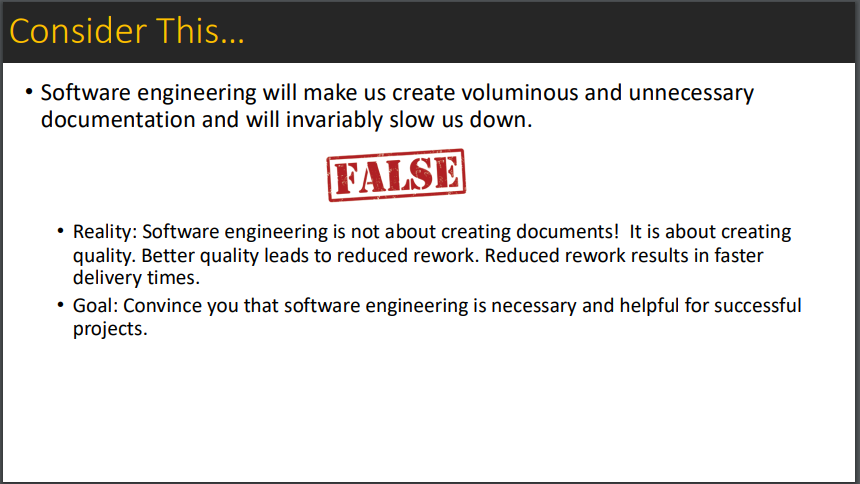 Consider This...
• Software engineering will make us create voluminous and unnecessary
documentation and will invariably slow us down.
FALSE
• Reality: Software engineering is not about creating documents!  It is about creating
quality. Better quality leads to reduced rework. Reduced rework results in faster
delivery times.
• Goal: Convince you that software engineering is necessary and helpful for successful
projects.